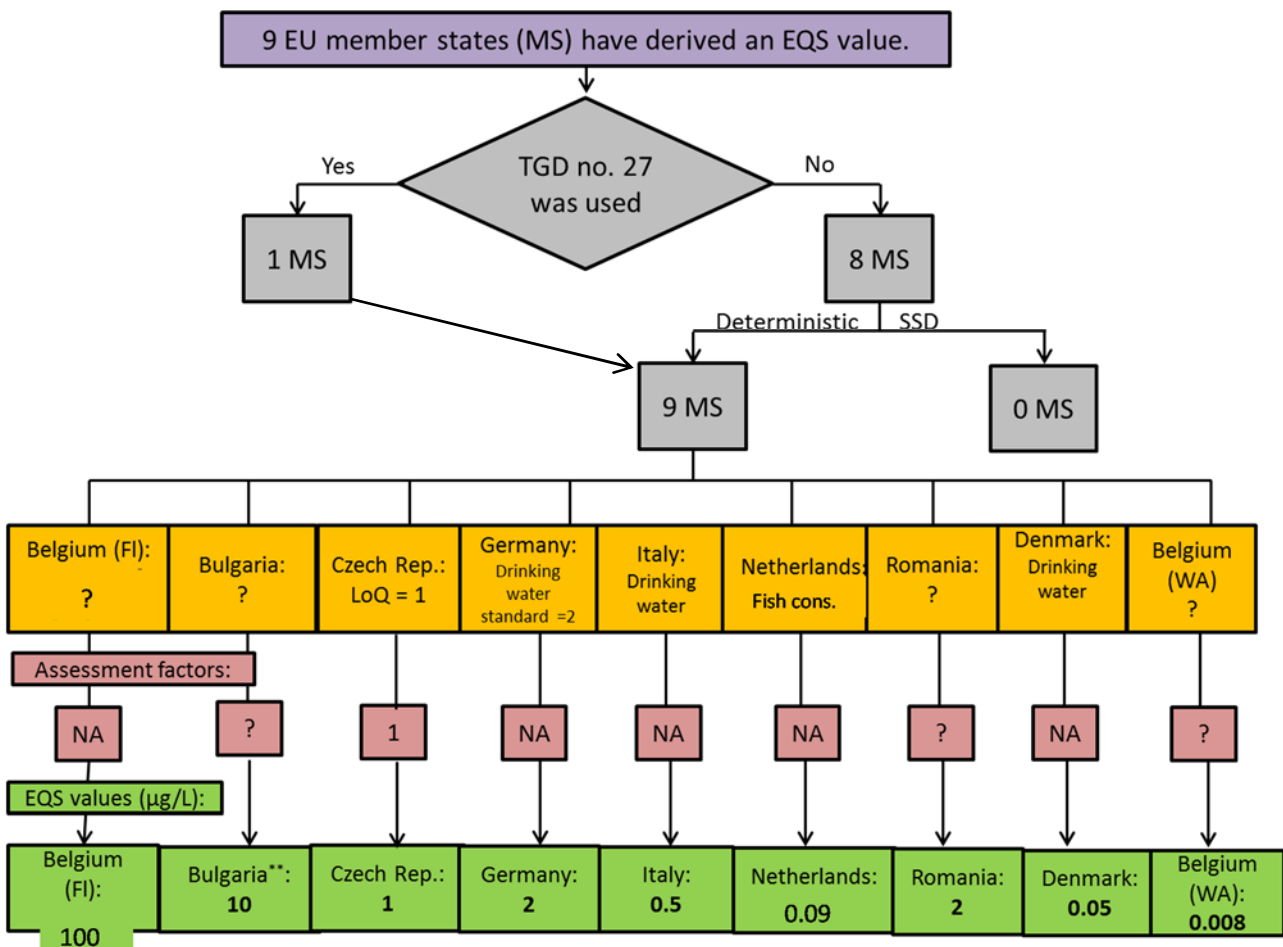 9 EU member states (MS) have derived an EQS value.
TGD no. 27
was used
Yes
No
1 MS
8 MS
Deterministic
SSD
9 MS
0 MS
Belgium (Fl):
?
Bulgaria:
?
Czech Rep.:
LoQ = 1
Germany:
Drinking
water
standard =2
Italy:
Drinking
water
Netherlands:
Fish cons.
Romania:
?
Denmark:
Drinking
water
Belgium
(WA)
?
Assessment factors:
NA
?
1
NA
NA
NA
?
NA
?
EQS values (µg/L):
Belgium
(Fl):
100
Bulgaria**:
10
Czech Rep.:
1
Germany:
2
Italy:
0.5
Netherlands:
0.09
Romania:
2
Denmark:
0.05
Belgium
(WA):
0.008